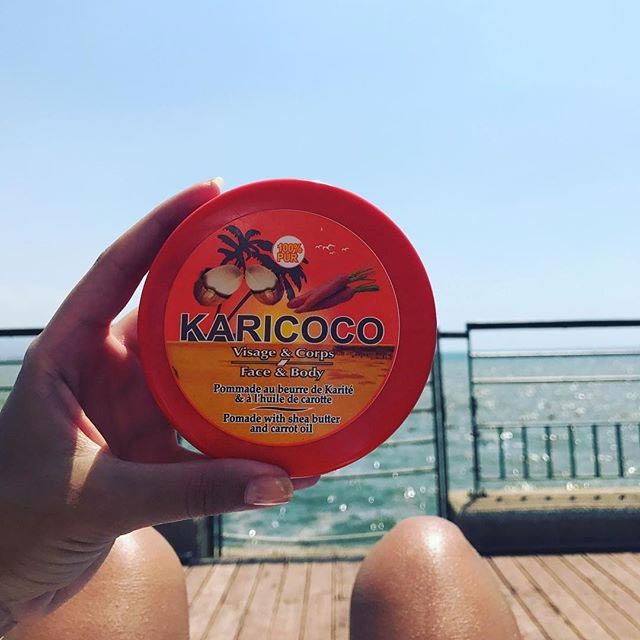 100%
PUR
KARICOCO
Visage & Corps
Face & Body
Pommade au beurre de Karité
& à l'huile de carotte
Pomade with shea butter
and carrot oil